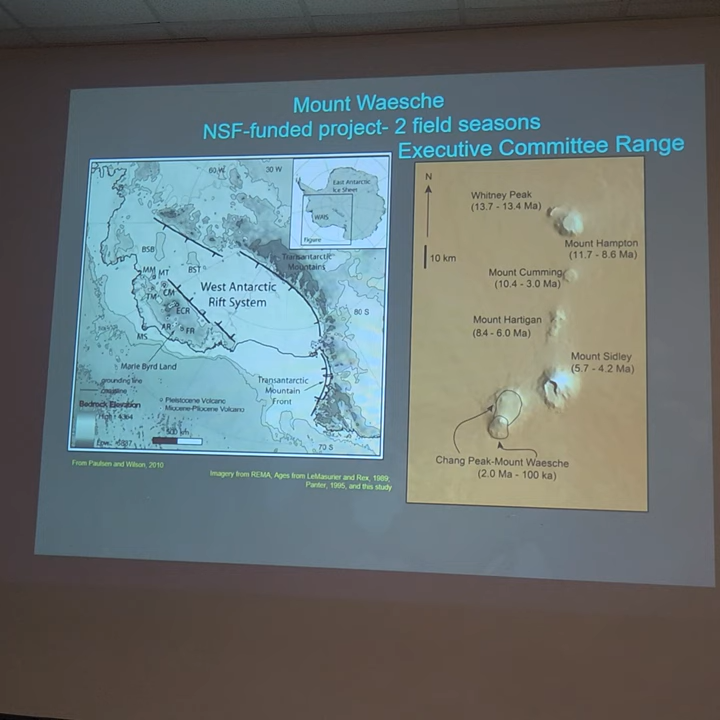 Mount Waesche
NSF-funded project- 2 field seasons
Executive Committee Range
60 W
30 W
East Antarctic
Ice Sheet
WAIS
figure
BSB
BST
Transantarctic
Mountains
MM
MT
CM
TM
ECR
West Antarctic
Rift System
80 S
AR
FR
MS
Marie Byrd Land
grounding line
coastline
Transantarctic
Mountain
Front
Bedrock Elevation
Pleistocene Volcano
Miocene-Pliocene Volcano
500 km
70 S
From Paulsen and Wilson, 2010
Imagery from REMA, Ages from LeMasurier and Rex, 1989;
Panter, 1995, and this study
N
10 km
Whitney Peak
(13.7 - 13.4 Ma)
Mount Hampton
(11.7 - 8.6 Ma)
Mount Cumming
(10.4 - 3.0 Ma)
Mount Hartigan
(8.4 - 6.0 Ma)
Mount Sidley
(5.7 - 4.2 Ma)
Chang Peak-Mount Waesche
(2.0 Ma - 100 ka)